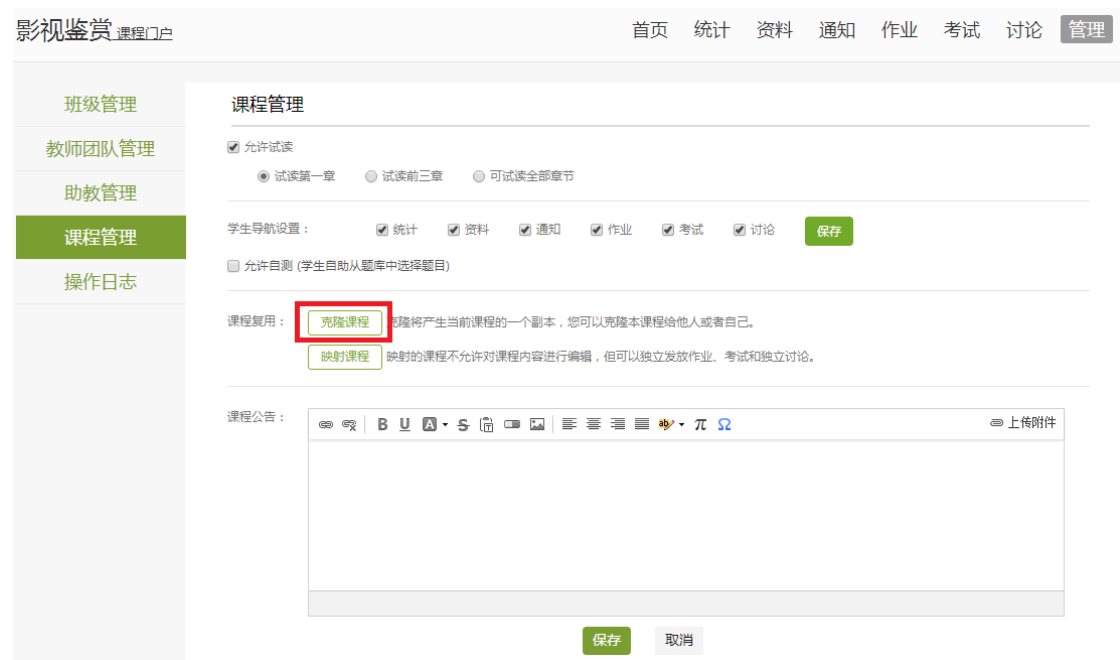 影视鉴赏 课程门户 首页 统计 资料 通知 作业 考试 讨论 管理
班级管理
教师团队管理
助教管理
课程管理
操作日志
课程管理
允许试读
试读第一章 试读前三章 可试读全部章节
学生导航设置： 统计 资料 通知 作业 考试 讨论 保存
允许自测 (学生自助从题库中选择题目)
课程复用： 克隆课程 克隆将产生当前课程的一个副本，您可以克隆本课程给他人或者自己。
映射课程 映射的课程不允许对课程内容进行编辑，但可以独立发放作业、考试和独立讨论。
课程公告：
B U A S T ab π Ω 上传附件
保存 取消